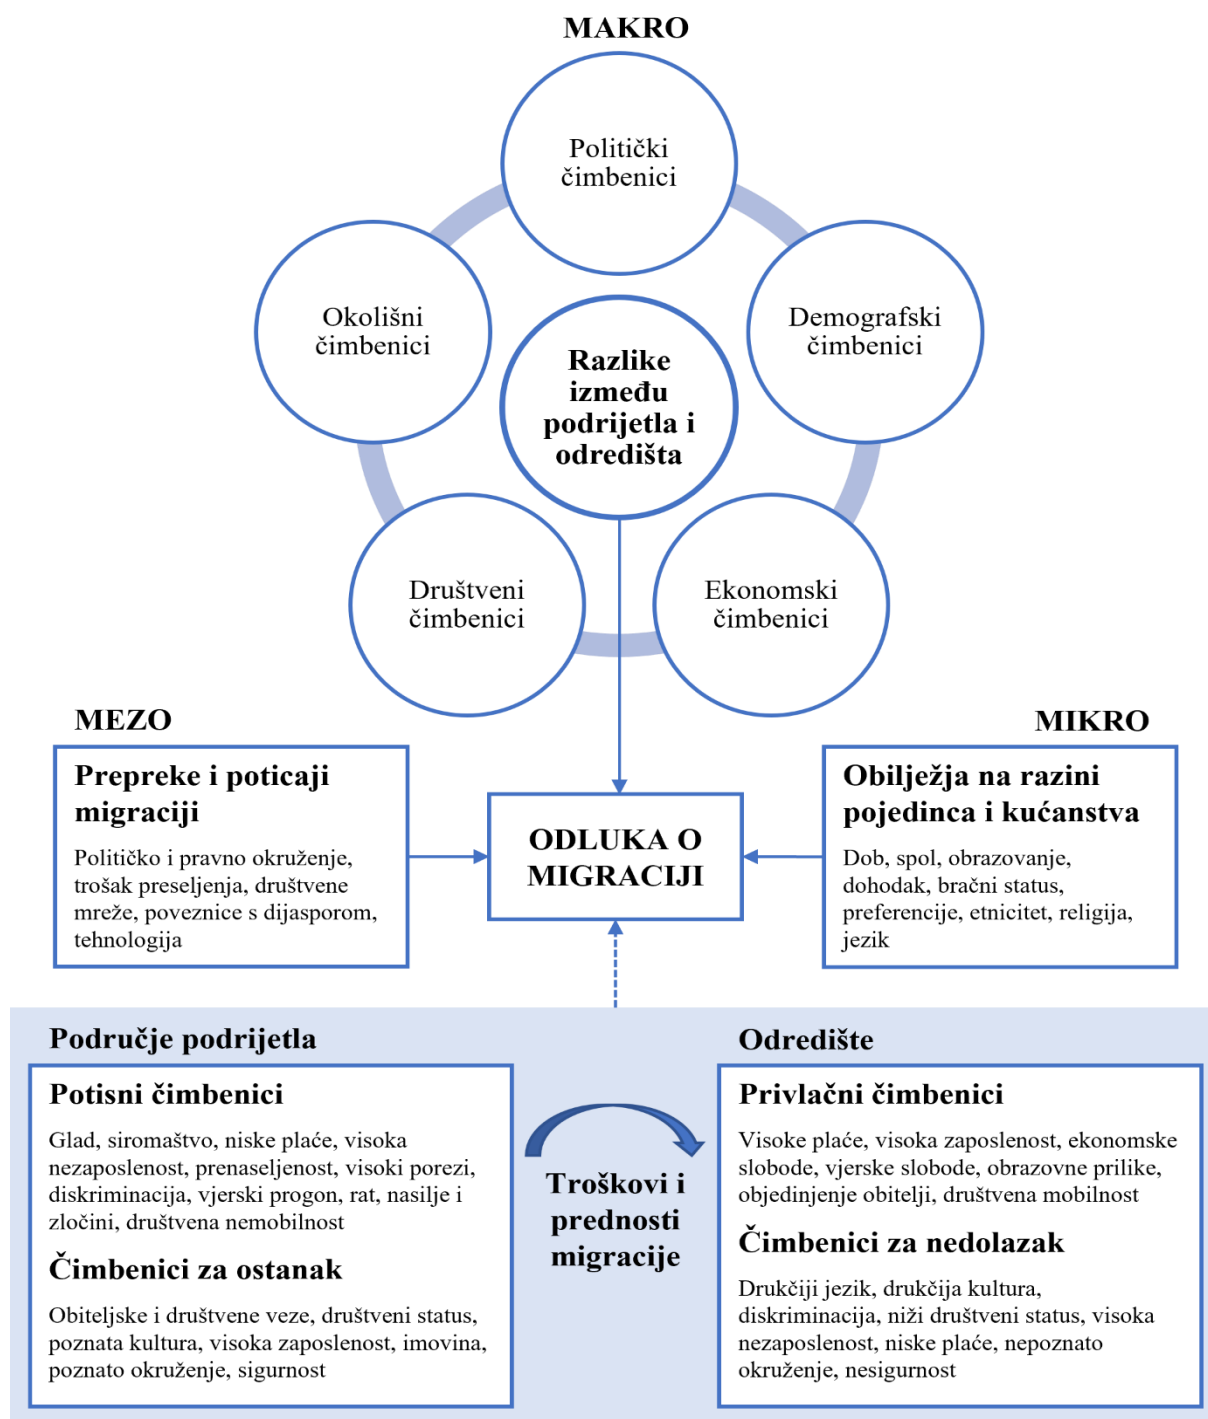 MAKRO
Politički
čimbenici
Okolišni
čimbenici
Demografski
čimbenici
Razlike
između
podrijetla i
odredišta
Društveni
čimbenici
Ekonomski
čimbenici
MEZO
Prepreke i poticaji
migraciji
Političko i pravno okruženje,
trošak preseljenja, društvene
mreže, poveznice s dijasporom,
tehnologija
ODLUKA O
MIGRACIJI
MIKRO
Obilježja na razini
pojedinca i kućanstva
Dob, spol, obrazovanje,
dohodak, bračni status,
preferencije, etnicitet, religija,
jezik
Područje podrijetla
Potisni čimbenici
Glad, siromaštvo, niske plaće, visoka
nezaposlenost, prenaseljenost, visoki porezi,
diskriminacija, vjerski progon, rat, nasilje i
zločini, društvena nemobilnost
Čimbenici za ostanak
Obiteljske i društvene veze, društveni status,
poznata kultura, visoka zaposlenost, imovina,
poznato okruženje, sigurnost
Troškovi i
prednosti
migracije
Odredište
Privlačni čimbenici
Visoke plaće, visoka zaposlenost, ekonomske
slobode, vjerske slobode, obrazovne prilike,
objedinjenje obitelji, društvena mobilnost
Čimbenici za nedolazak
Drukčiji jezik, drukčija kultura,
diskriminacija, niži društveni status, visoka
nezaposlenost, niske plaće, nepoznato
okruženje, nesigurnost